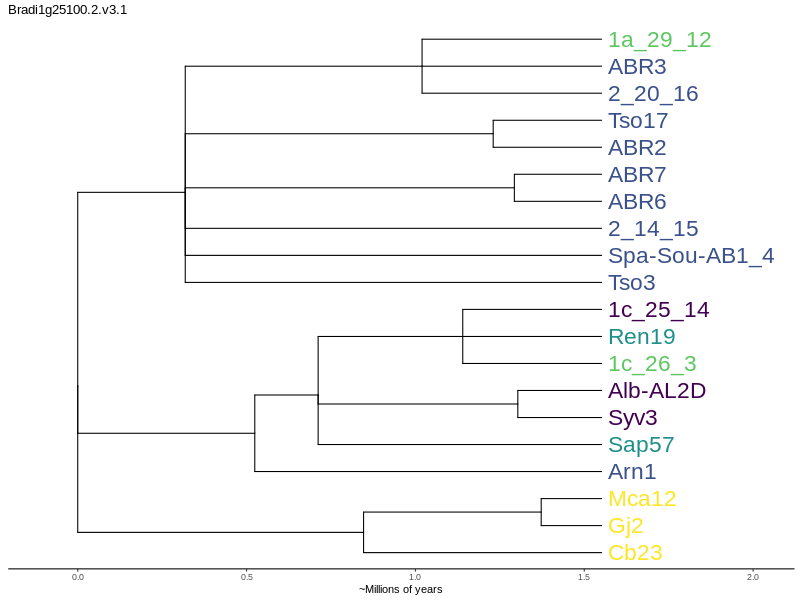 Bradi1g25100.2.v3.1
1a_29_12
ABR3
2_20_16
Tso17
ABR2
ABR7
ABR6
2_14_15
Spa-Sou-AB1_4
Tso3
1c_25_14
Ren19
1c_26_3
Alb-AL2D
Syv3
Sap57
Arn1
Mca12
Gj2
Cb23
0.0 0.5 1.0 1.5 2.0
~Millions of years